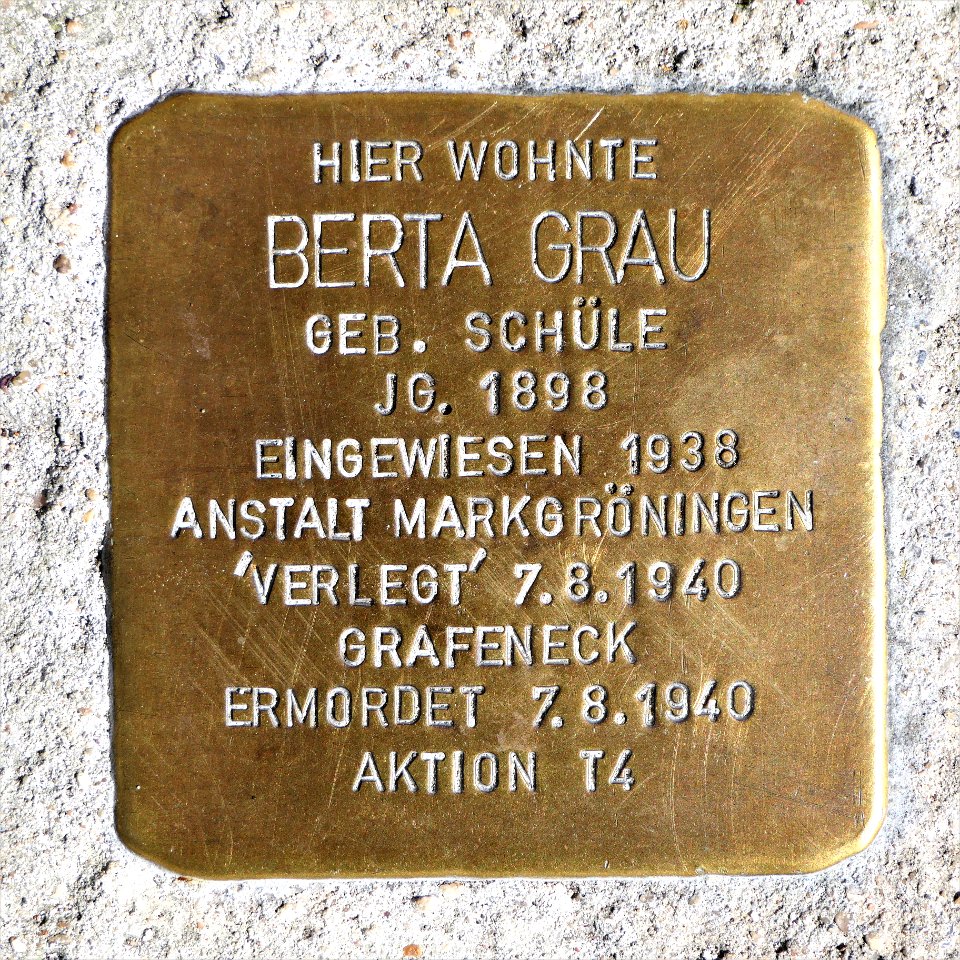 HIER WOHNTE
BERTA GRAU
GEB. SCHÜLE
JG. 1898
EINGEWIESEN 1938
ANSTALT MARKGRÖNINGEN
'VERLEGT' 7.8.1940
GRAFENECK
ERMORDET 7.8.1940
AKTION T4